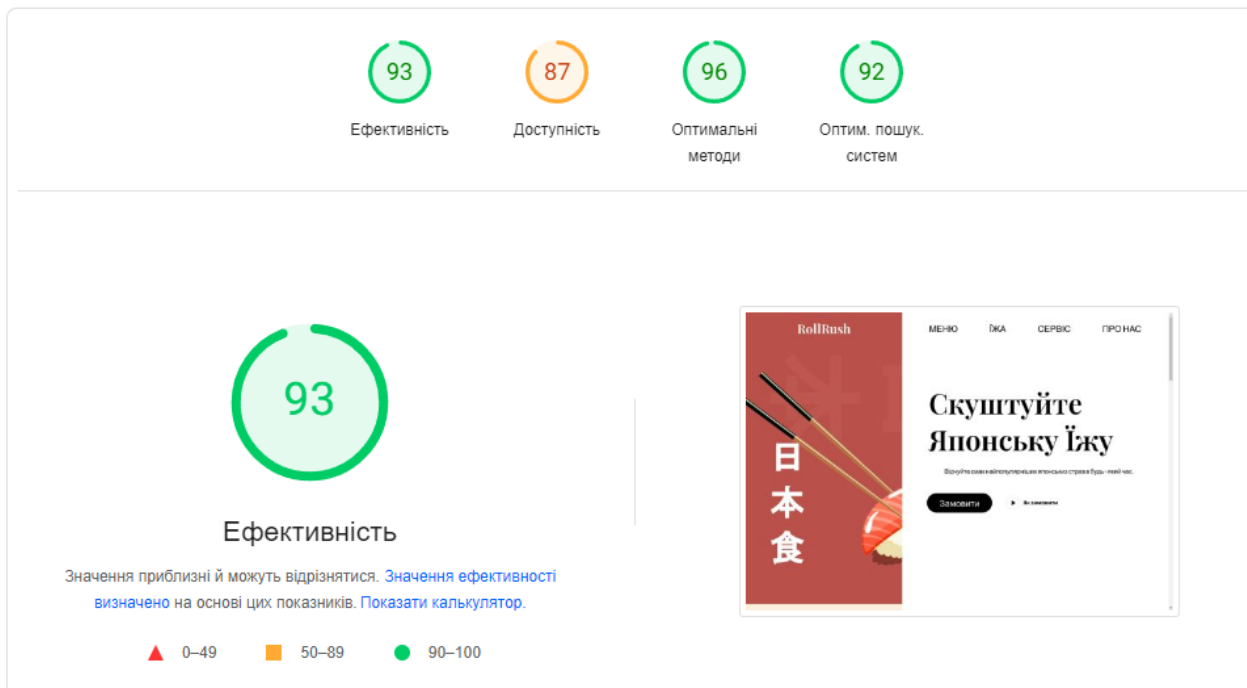 93
87
96
92
Ефективність
Доступність
Оптимальні
методи
Оптим. пошук.
систем
93
Ефективність
Значення приблизні й можуть відрізнятися. Значення ефективності
визначено на основі цих показників. Показати калькулятор.
0–49
50–89
90–100
RollRush
МЕНЮ ЇЖА СЕРВІС ПРО НАС
日
本
食
Скуштуйте
Японську Їжу
Замовити